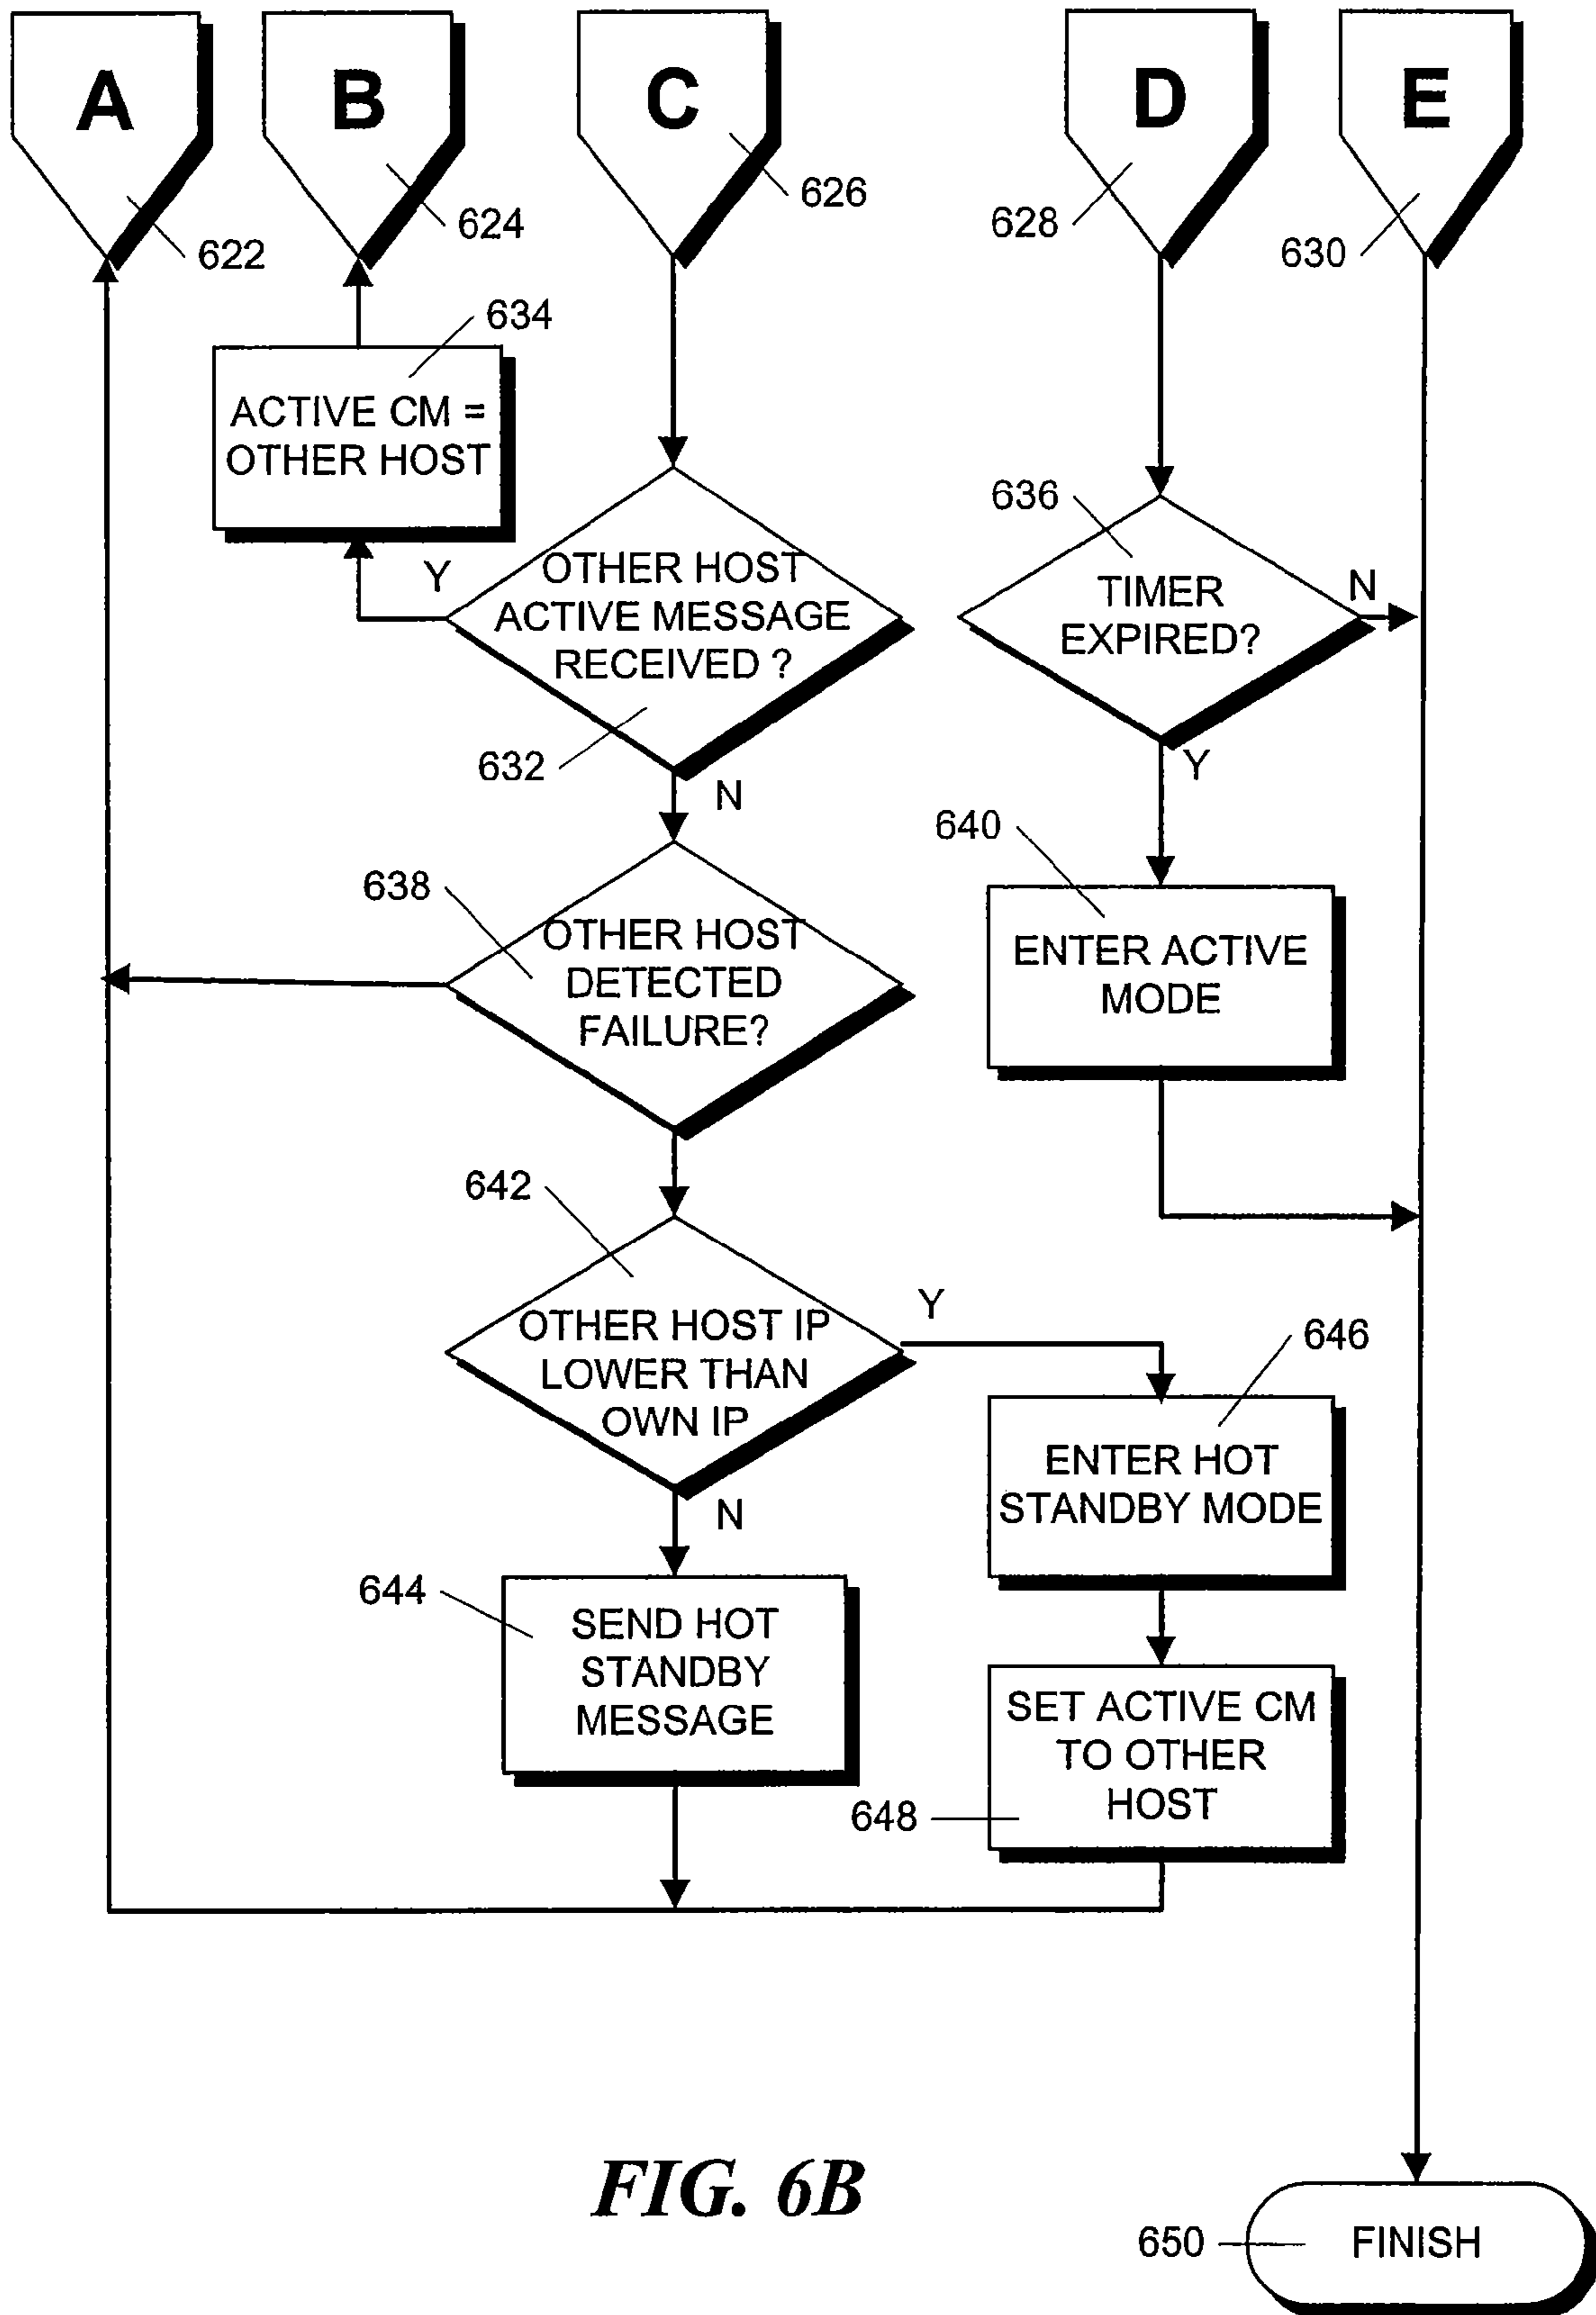 A
B
C
D
E
622
624
626
628
630
634
ACTIVE CM =
OTHER HOST
Y
OTHER HOST
ACTIVE MESSAGE
RECEIVED ?
632
N
636
TIMER
EXPIRED?
N
Y
638
OTHER HOST
DETECTED
FAILURE?
640
ENTER ACTIVE
MODE
642
OTHER HOST IP
LOWER THAN
OWN IP
Y
N
646
ENTER HOT
STANDBY MODE
644
SEND HOT
STANDBY
MESSAGE
SET ACTIVE CM
TO OTHER
HOST
648
FIG. 6B
650
FINISH